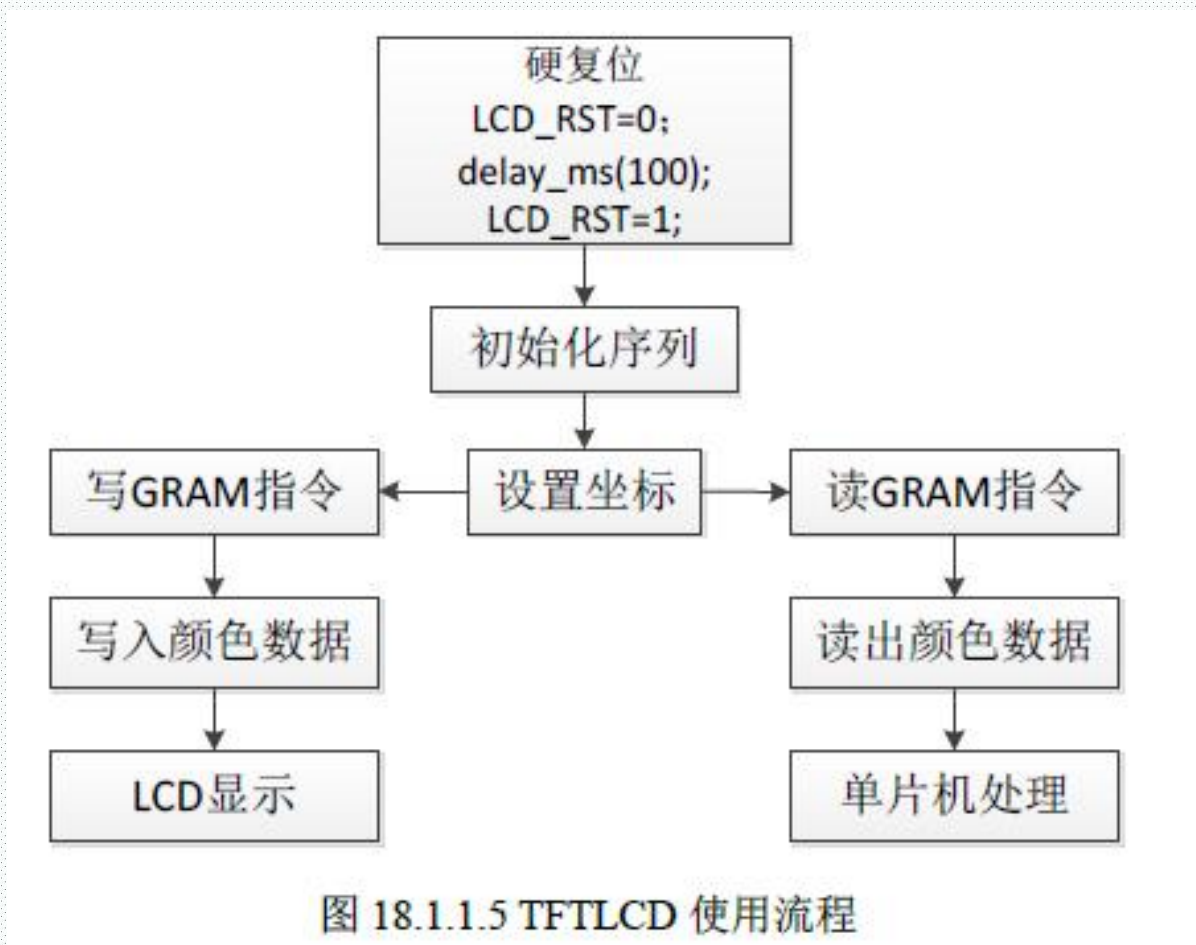 硬复位
LCD_RST=0；
delay_ms(100);
LCD_RST=1;
初始化序列
写GRAM指令
设置坐标
读GRAM指令
写入颜色数据
读出颜色数据
LCD显示
单片机处理
图 18.1.1.5 TFTLCD 使用流程